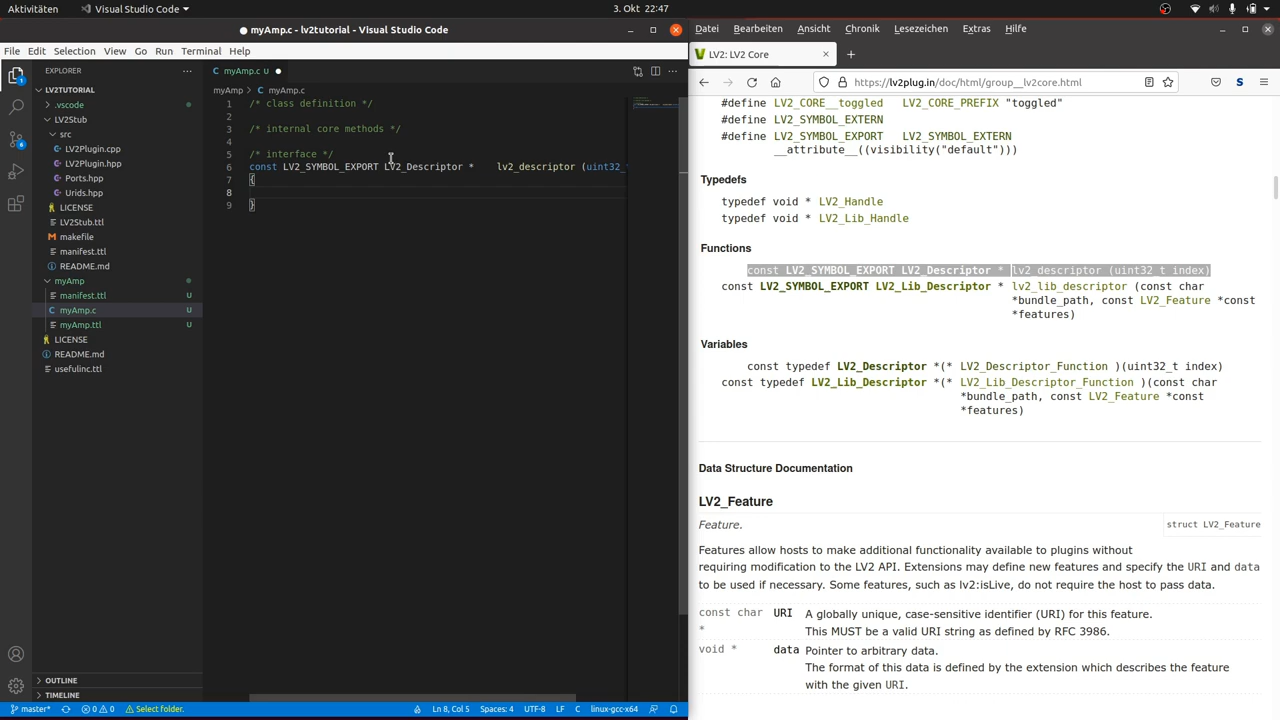 Aktivitäten
Visual Studio Code
3. Okt 22:47
● myAmp.c - lv2tutorial - Visual Studio Code
File Edit Selection View Go Run Terminal Help
EXPLORER
LV2TUTORIAL
.vscode
LV2Stub
src
LV2Plugin.cpp
LV2Plugin.hpp
Ports.hpp
Urids.hpp
LICENSE
LV2Stub.ttl
makefile
manifest.ttl
README.md
myAmp
manifest.ttl U
myAmp.c U
myAmp.ttl U
LICENSE
README.md
usefulinc.ttl
OUTLINE
TIMELINE
1
6
myAmp.c U
myAmp > myAmp.c
1 /* class definition */
2
3 /* internal core methods */
4
5 /* interface */
6 const LV2_SYMBOL_EXPORT LV2_Descriptor * lv2_descriptor (uint32_
7 {
8
9 }
master* 0 0 Select folder. Ln 8, Col 5 Spaces: 4 UTF-8 LF C linux-gcc-x64
Datei Bearbeiten Ansicht Chronik Lesezeichen Extras Hilfe
LV2: LV2 Core
https://lv2plug.in/doc/html/group__lv2core.html
#define LV2_CORE__toggled LV2_CORE_PREFIX "toggled"
#define LV2_SYMBOL_EXTERN
#define LV2_SYMBOL_EXPORT LV2_SYMBOL_EXTERN
__attribute__((visibility("default")))
Typedefs
typedef void * LV2_Handle
typedef void * LV2_Lib_Handle
Functions
const LV2_SYMBOL_EXPORT LV2_Descriptor * lv2_descriptor (uint32_t index)
const LV2_SYMBOL_EXPORT LV2_Lib_Descriptor * lv2_lib_descriptor (const char
*bundle_path, const LV2_Feature *const
*features)
Variables
const typedef LV2_Descriptor *(* LV2_Descriptor_Function )(uint32_t index)
const typedef LV2_Lib_Descriptor *(* LV2_Lib_Descriptor_Function )(const char
*bundle_path, const LV2_Feature *const
*features)
Data Structure Documentation
LV2_Feature
Feature.
struct LV2_Feature
Features allow hosts to make additional functionality available to plugins without
requiring modification to the LV2 API. Extensions may define new features and specify the URI and data
to be used if necessary. Some features, such as lv2:isLive, do not require the host to pass data.
const char * URI A globally unique, case-sensitive identifier (URI) for this feature.
This MUST be a valid URI string as defined by RFC 3986.
void * data Pointer to arbitrary data.
The format of this data is defined by the extension which describes the feature
with the given URI.